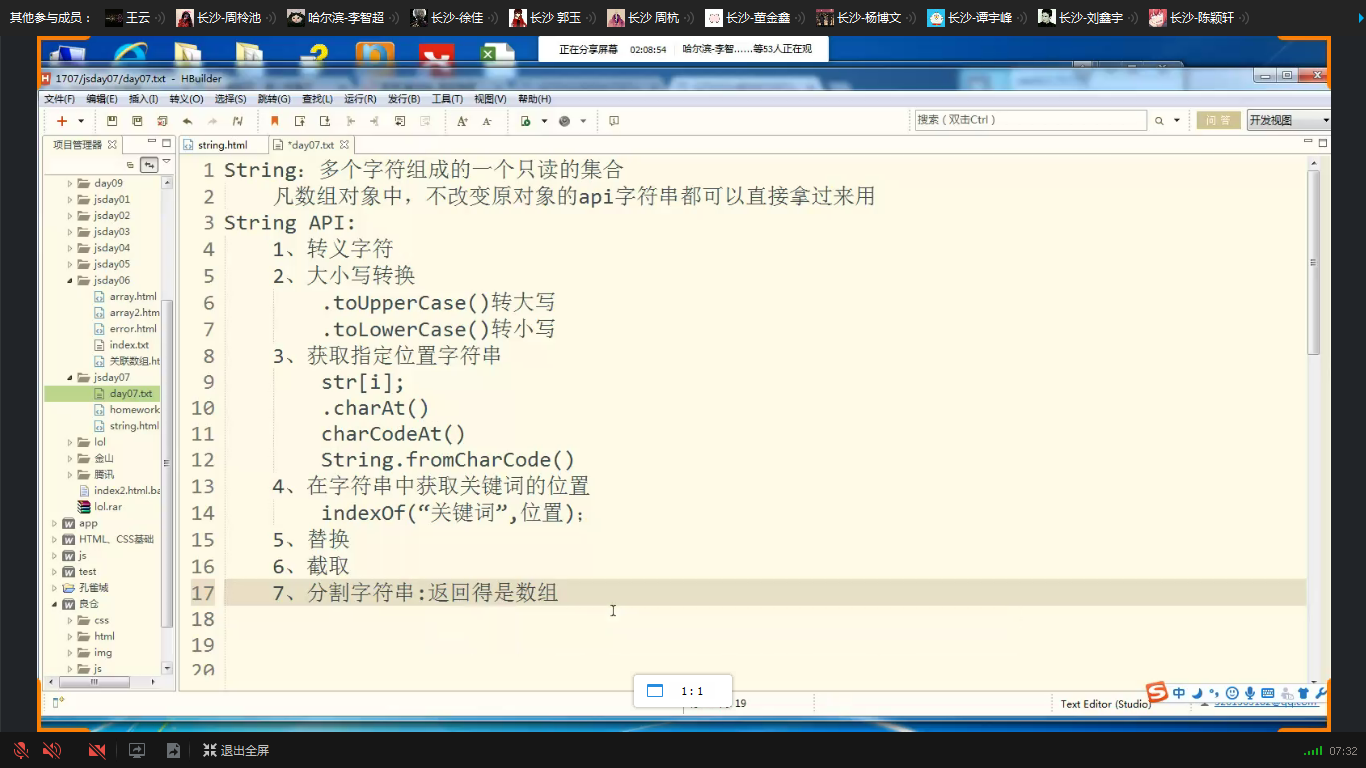 其他参与成员: 王云 长沙-周柃池 哈尔滨-李智超 长沙-徐佳 长沙 郭玉 长沙 周杭 长沙-董金鑫 长沙-杨博文 长沙-谭宇峰 长沙-刘鑫宇 长沙-陈颖轩
正在分享屏幕 02:08:54 哈尔滨-李智......等53人正在观
1707/jsday07/day07.txt - HBuilder
文件(F) 编辑(E) 插入(I) 转义(O) 选择(S) 跳转(G) 查找(L) 运行(R) 发行(B) 工具(T) 视图(V) 帮助(H)
搜索（双击Ctrl） 问答 开发视图
项目管理器 string.html *day07.txt
day09
jsday01
jsday02
jsday03
jsday04
jsday05
jsday06
array.html
array2.htm
error.html
index.txt
关联数组.ht
jsday07
day07.txt
homework
string.html
lol
金山
腾讯
index2.html.ba
lol.rar
app
HTML、CSS基础
js
test
孔雀城
良仓
css
html
img
js
1 String：多个字符组成的一个只读的集合
2 凡数组对象中，不改变原对象的api字符串都可以直接拿过来用
3 String API:
4 1、转义字符
5 2、大小写转换
6 .toUpperCase()转大写
7 .toLowerCase()转小写
8 3、获取指定位置字符串
9 str[i];
10 .charAt()
11 charCodeAt()
12 String.fromCharCode()
13 4、在字符串中获取关键词的位置
14 indexOf(“关键词”,位置);
15 5、替换
16 6、截取
17 7、分割字符串:返回得是数组
18
19
20
1:1
19
Text Editor (Studio)
中
退出全屏
07:32